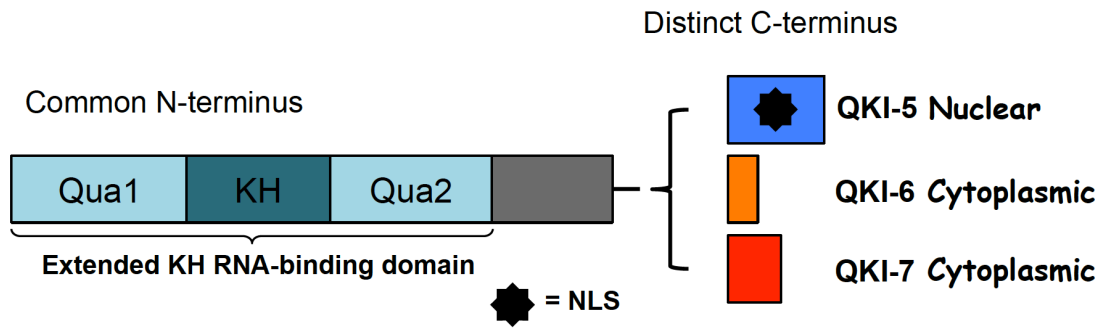 Distinct C-terminus
Common N-terminus
QKI-5 Nuclear
Qua1 KH Qua2
QKI-6 Cytoplasmic
QKI-7 Cytoplasmic
Extended KH RNA-binding domain
= NLS